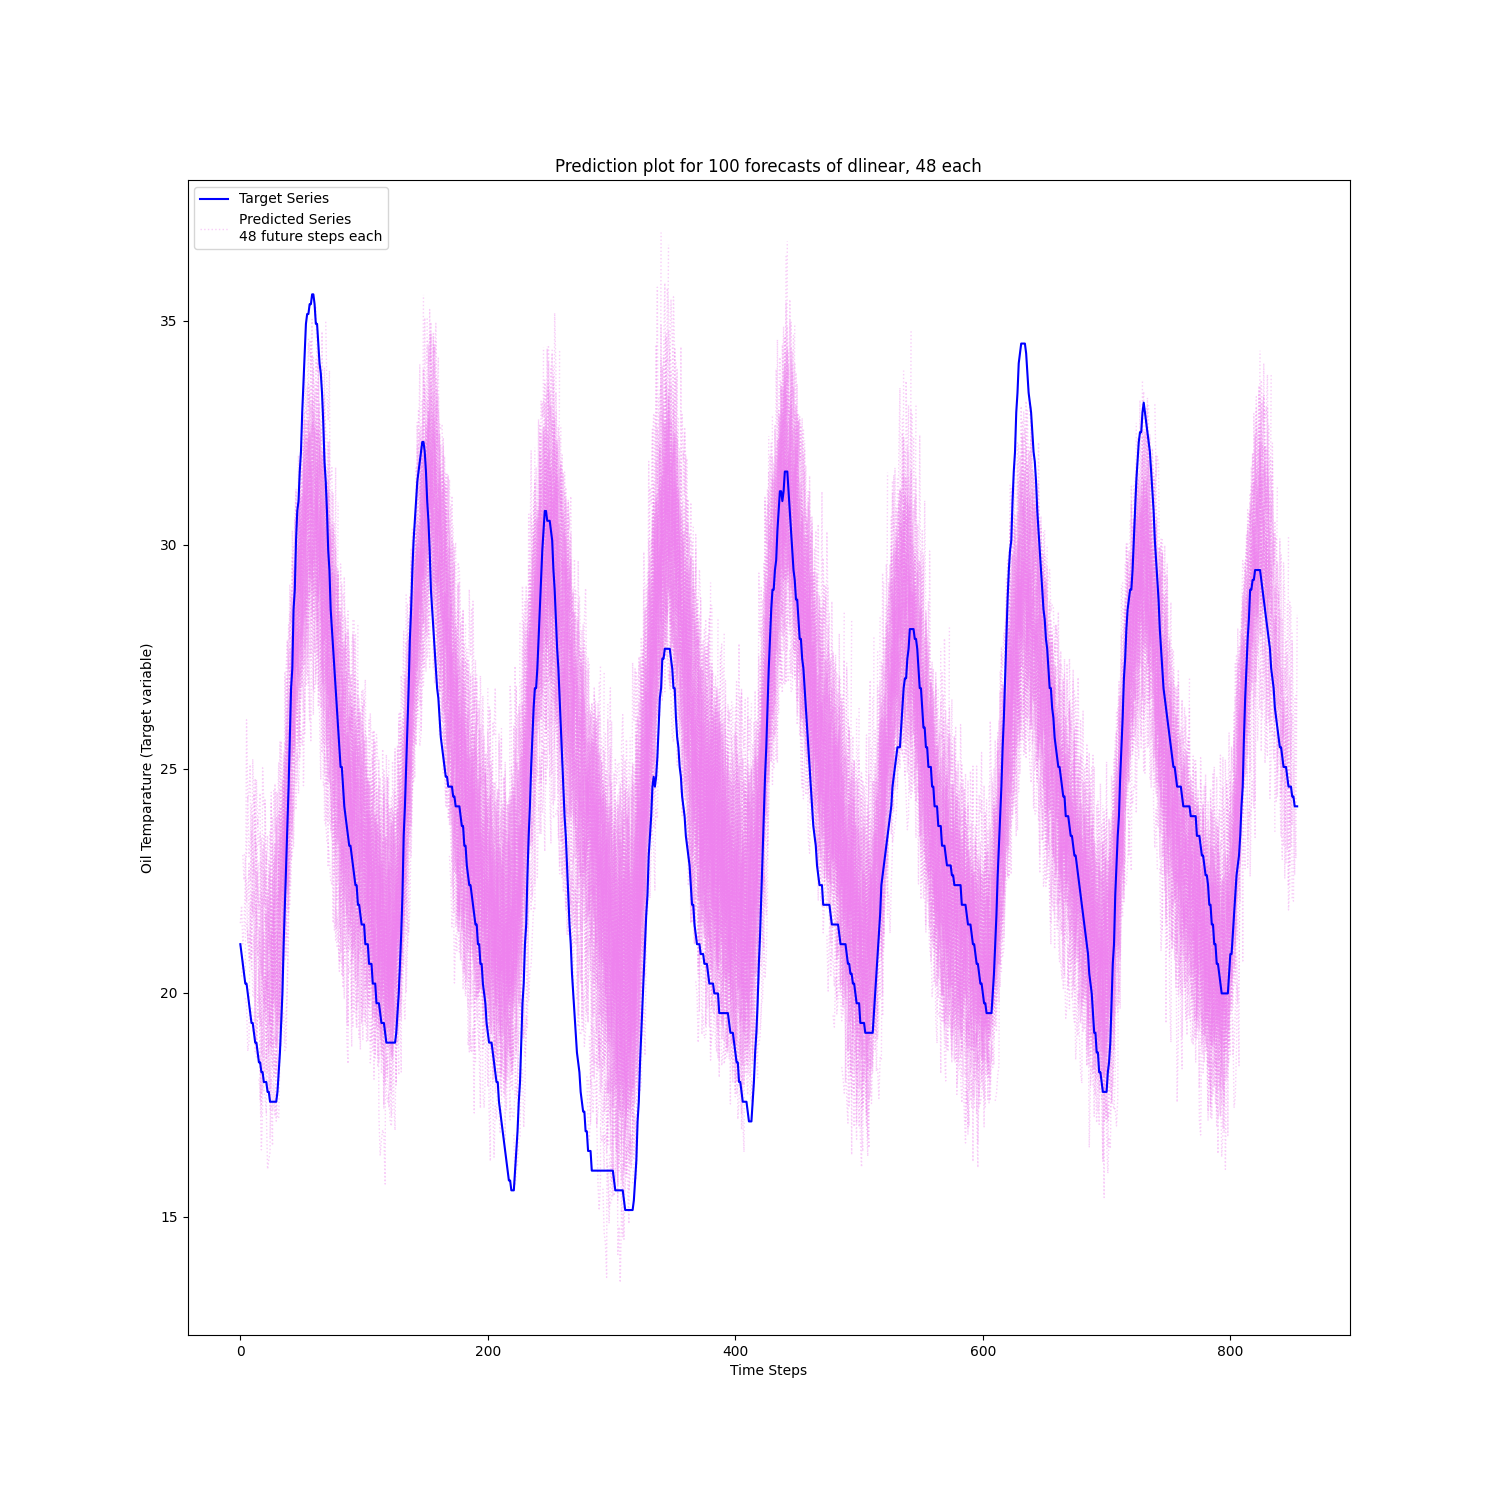 Prediction plot for 100 forecasts of dlinear, 48 each
Target Series
Predicted Series
48 future steps each
35
30
25
20
15
Oil Temparature (Target variable)
0
200
400
600
800
Time Steps